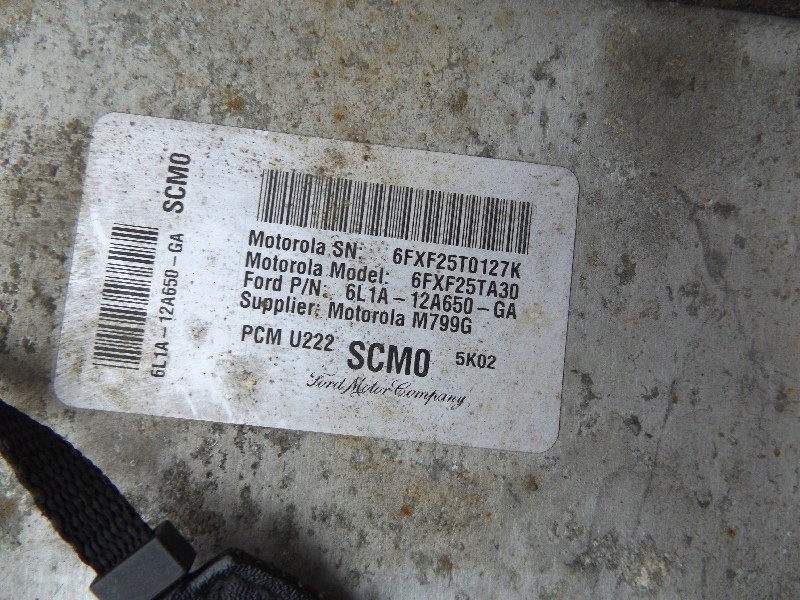 6L1A-12A650-GA
SCM0
Motorola SN: 6FXF25T0127K
Motorola Model: 6FXF25TA30
Ford P/N: 6L1A-12A650-GA
Supplier: Motorola M799G
PCM U222 SCM0 5K02
Ford Motor Company